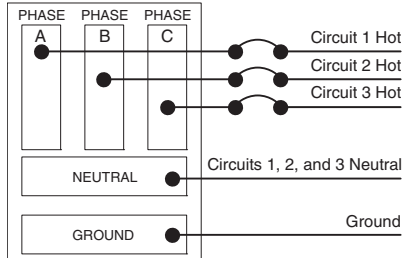 PHASE PHASE PHASE
A B C
Circuit 1 Hot
Circuit 2 Hot
Circuit 3 Hot
NEUTRAL
Circuits 1, 2, and 3 Neutral
GROUND
Ground